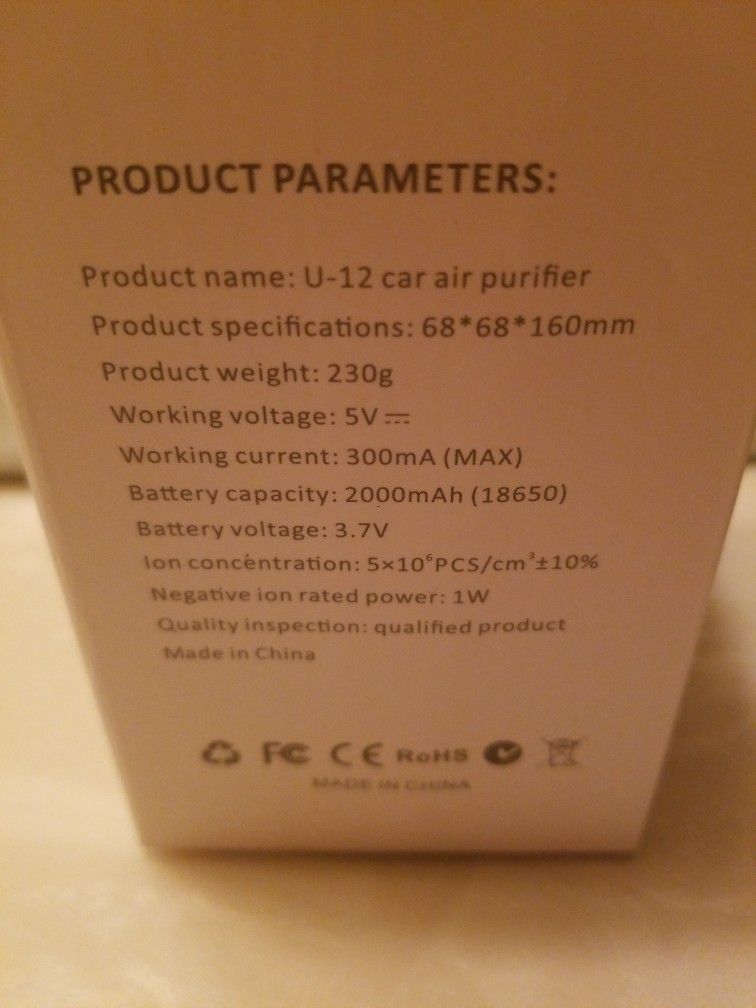 PRODUCT PARAMETERS:
Product name: U-12 car air purifier
Product specifications: 68*68*160mm
Product weight: 230g
Working voltage: 5V⎓
Working current: 300mA (MAX)
Battery capacity: 2000mAh (18650)
Battery voltage: 3.7V
Ion concentration: 5×10⁶PCS/cm³±10%
Negative ion rated power: 1W
Quality inspection: qualified product
Made in China
FC CE RoHS
MADE IN CHINA